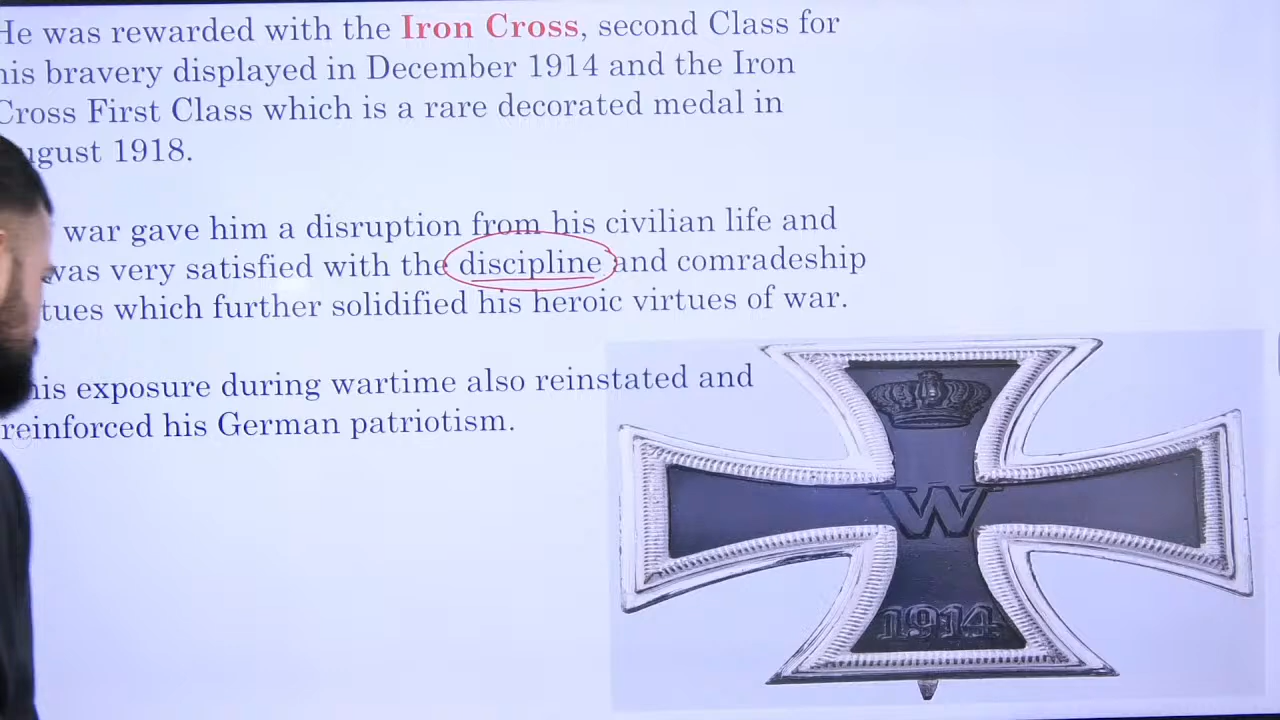 He was rewarded with the Iron Cross, second Class for
his bravery displayed in December 1914 and the Iron
Cross First Class which is a rare decorated medal in
August 1918.
war gave him a disruption from his civilian life and
was very satisfied with the discipline and comradeship
tues which further solidified his heroic virtues of war.
his exposure during wartime also reinstated and
reinforced his German patriotism.
W
1914